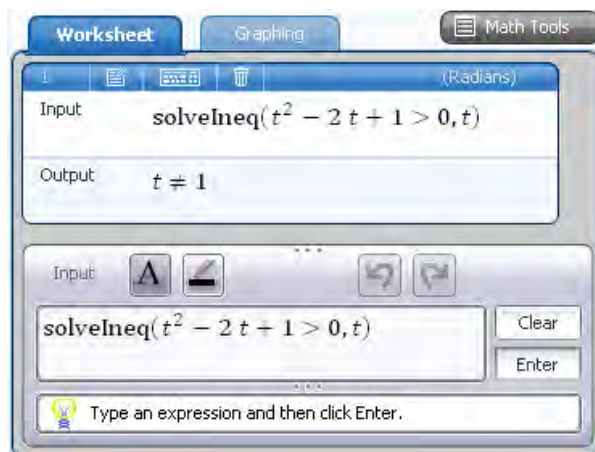 Worksheet
Graphing
Math Tools
1 (Radians)
Input solveIneq(t² − 2 t + 1 > 0, t)
Output t ≠ 1
Input A
solveIneq(t² − 2 t + 1 > 0, t)
Clear
Enter
Type an expression and then click Enter.